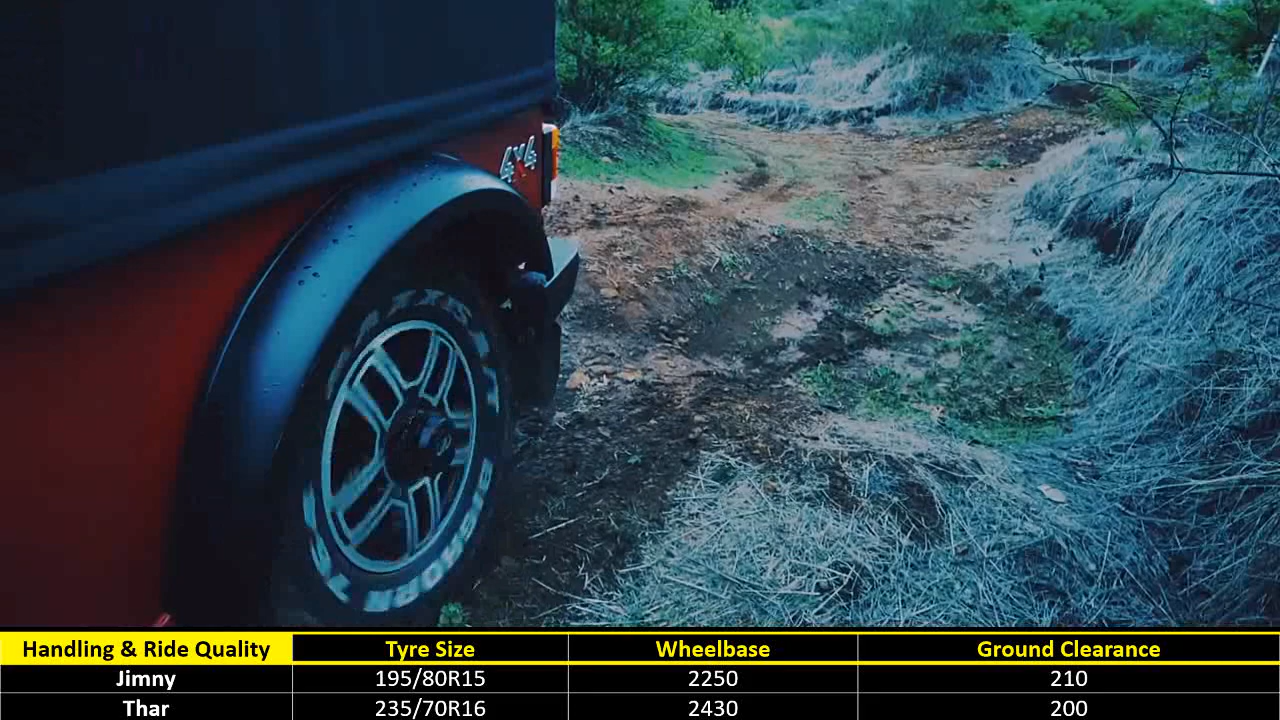 4x4
Handling & Ride Quality Tyre Size Wheelbase Ground Clearance
Jimny 195/80R15 2250 210
Thar 235/70R16 2430 200